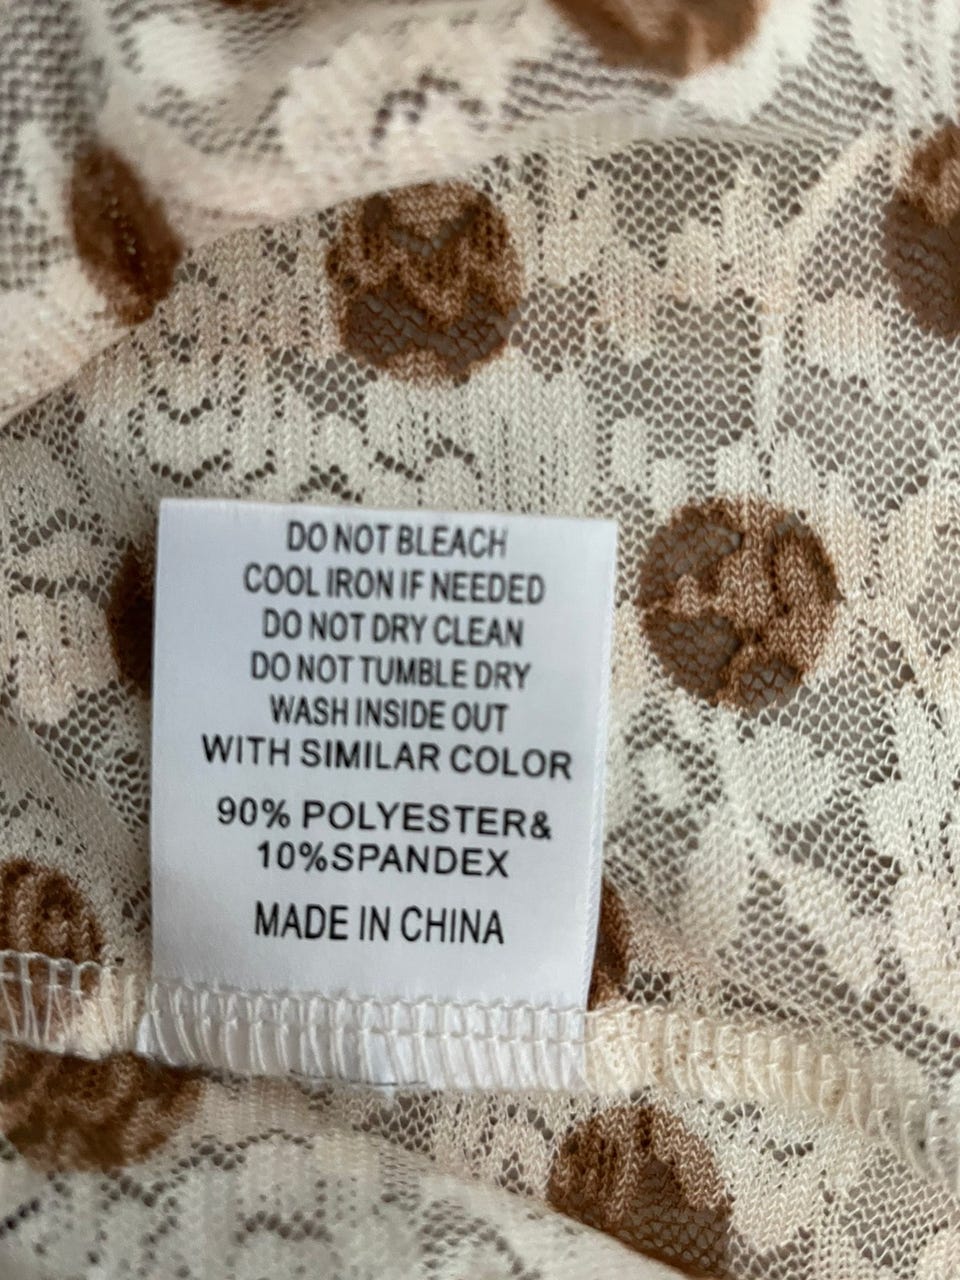 DO NOT BLEACH
COOL IRON IF NEEDED
DO NOT DRY CLEAN
DO NOT TUMBLE DRY
WASH INSIDE OUT
WITH SIMILAR COLOR
90% POLYESTER&
10%SPANDEX
MADE IN CHINA